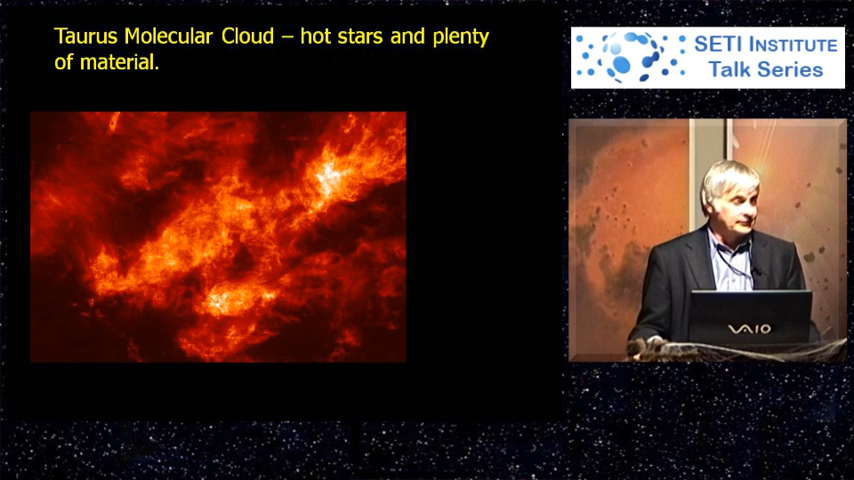 Taurus Molecular Cloud – hot stars and plenty
of material.
SETI INSTITUTE
Talk Series
VAIO